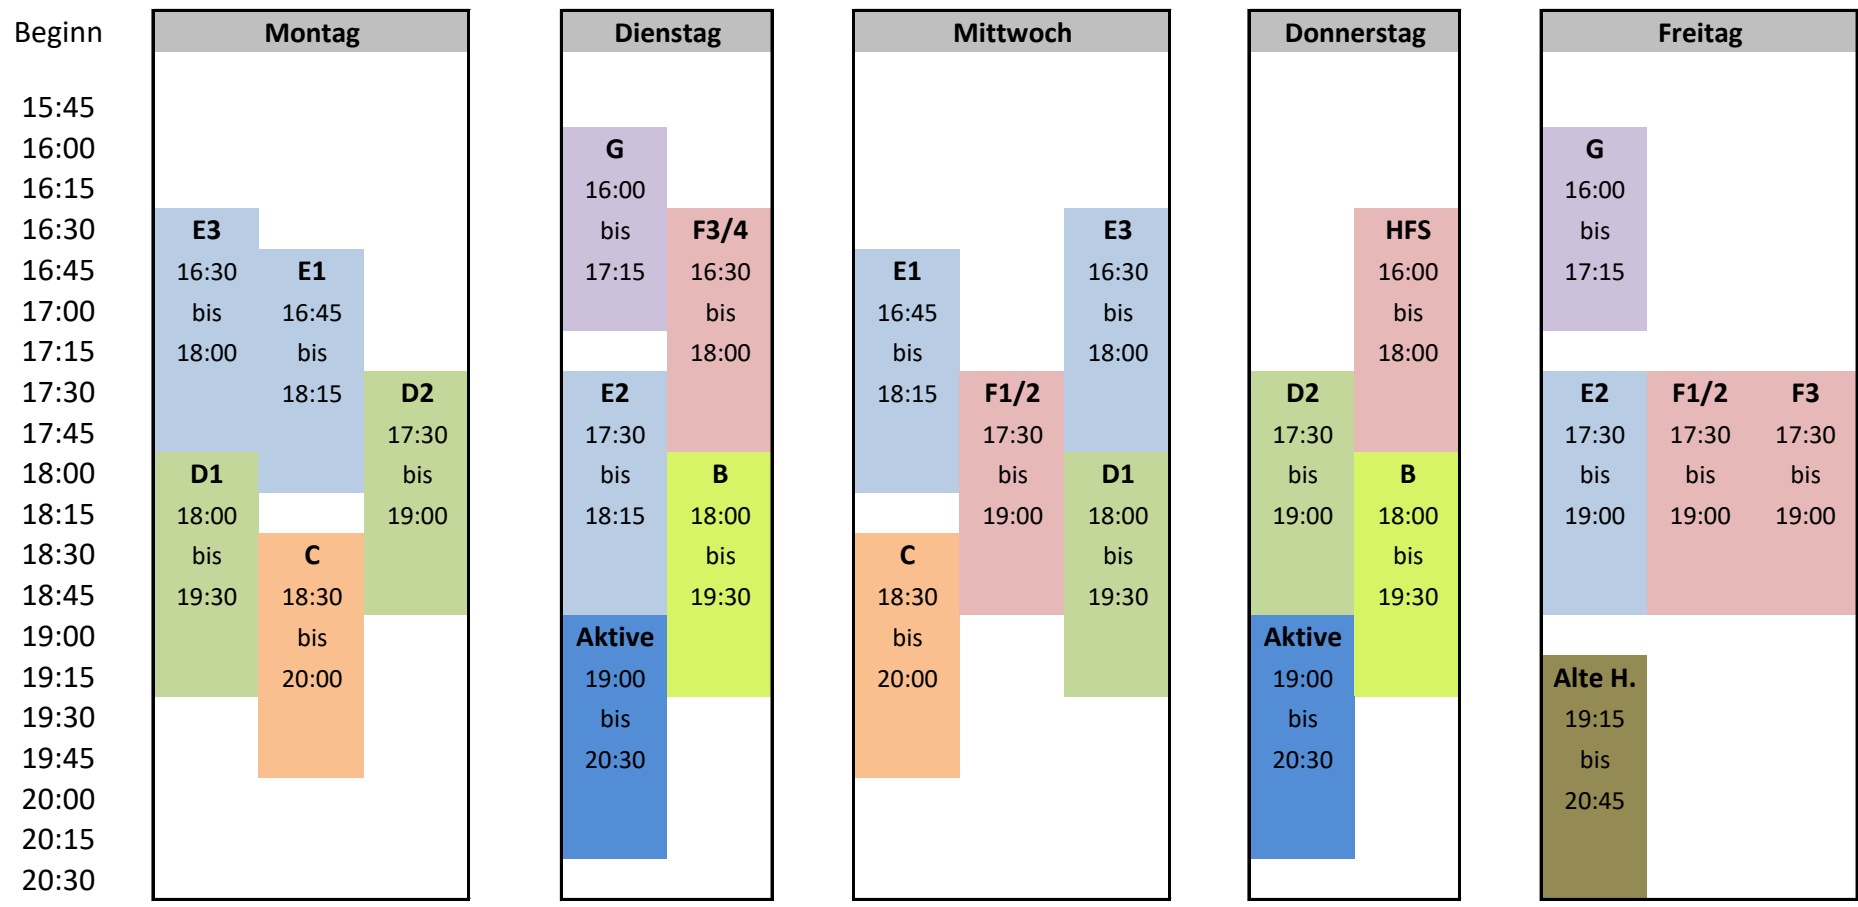 Beginn Montag Dienstag Mittwoch Donnerstag Freitag
15:45
16:00 G G
16:15 16:00 16:00
16:30 E3 bis F3/4 E3 HFS bis
16:45 16:30 E1 17:15 16:30 E1 16:30 16:00 17:15
17:00 bis 16:45 bis 16:45 bis bis
17:15 18:00 bis 18:00 bis 18:00 18:00
17:30 18:15 D2 E2 18:15 F1/2 D2 E2 F1/2 F3
17:45 17:30 17:30 17:30 17:30 17:30 17:30 17:30
18:00 D1 bis bis B bis D1 bis B bis bis bis
18:15 18:00 19:00 18:15 18:00 19:00 18:00 19:00 18:00 19:00 19:00 19:00
18:30 bis C bis C bis bis
18:45 19:30 18:30 19:30 18:30 19:30 19:30
19:00 bis Aktive bis Aktive
19:15 20:00 19:00 20:00 19:00 Alte H.
19:30 bis bis 19:15
19:45 20:30 20:30 bis
20:00 20:45
20:15
20:30